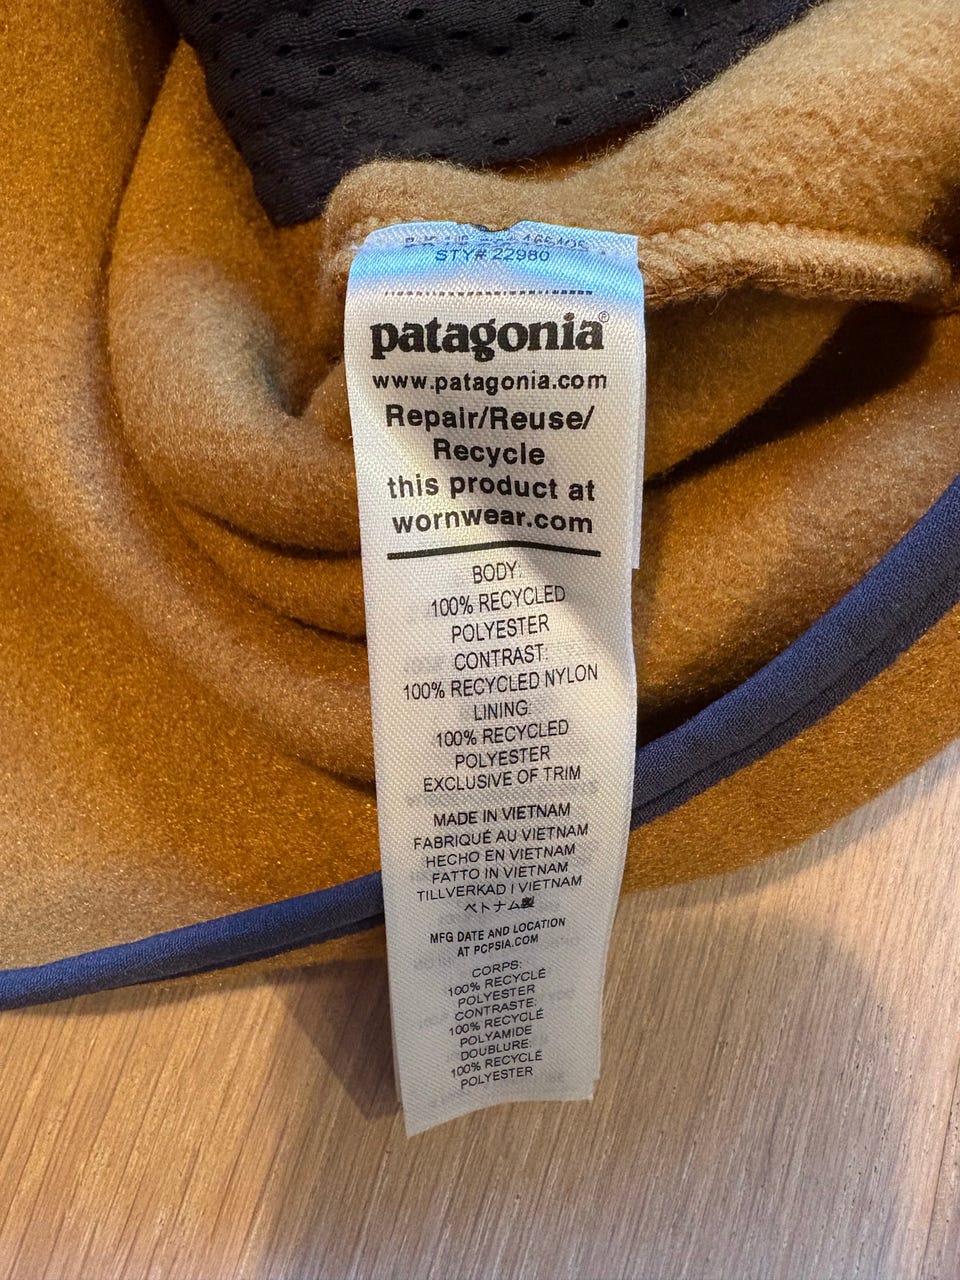 STY# 22980
patagonia®
www.patagonia.com
Repair/Reuse/
Recycle
this product at
wornwear.com
BODY:
100% RECYCLED
POLYESTER
CONTRAST:
100% RECYCLED NYLON
LINING:
100% RECYCLED
POLYESTER
EXCLUSIVE OF TRIM
MADE IN VIETNAM
FABRIQUÉ AU VIETNAM
HECHO EN VIETNAM
FATTO IN VIETNAM
TILLVERKAD I VIETNAM
ベトナム製
MFG DATE AND LOCATION
AT PCPSIA.COM
CORPS:
100% RECYCLÉ
POLYESTER
CONTRASTE:
100% RECYCLÉ
POLYAMIDE
DOUBLURE:
100% RECYCLÉ
POLYESTER